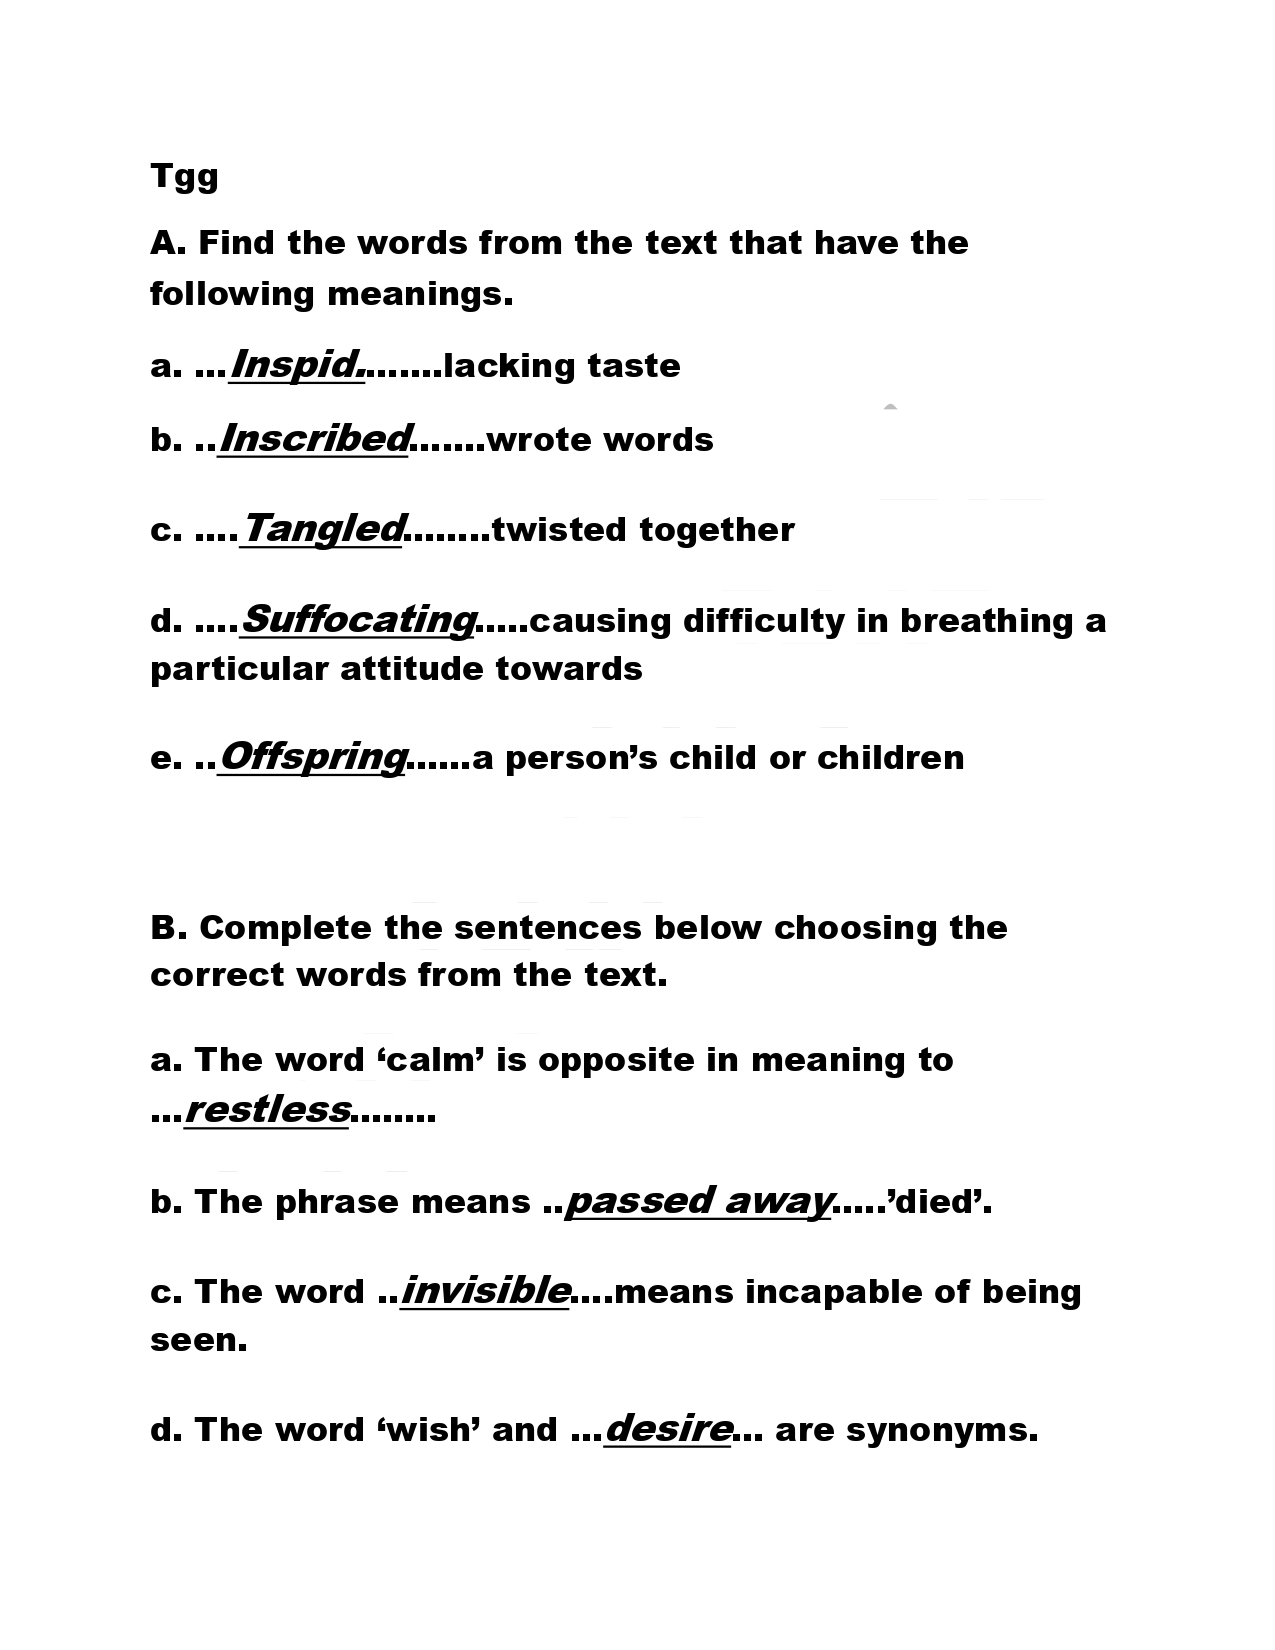 Tgg
A. Find the words from the text that have the
following meanings.
a. ...Inspid........lacking taste
b. ..Inscribed.......wrote words
c. ....Tangled........twisted together
d. ....Suffocating.....causing difficulty in breathing a
particular attitude towards
e. ..Offspring......a person’s child or children
B. Complete the sentences below choosing the
correct words from the text.
a. The word ‘calm’ is opposite in meaning to
...restless........
b. The phrase means ..passed away.....’died’.
c. The word ..invisible....means incapable of being
seen.
d. The word ‘wish’ and ...desire... are synonyms.